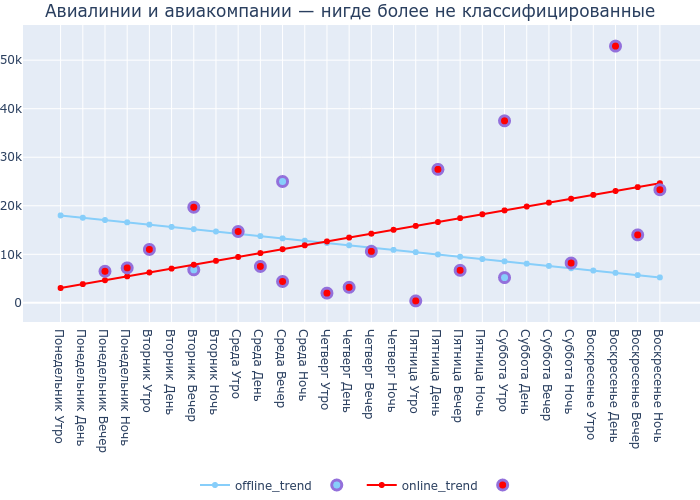 Авиалинии и авиакомпании — нигде более не классифицированные
50k
40k
30k
20k
10k
0
Понедельник Утро
Понедельник День
Понедельник Вечер
Понедельник Ночь
Вторник Утро
Вторник День
Вторник Вечер
Вторник Ночь
Среда Утро
Среда День
Среда Вечер
Среда Ночь
Четверг Утро
Четверг День
Четверг Вечер
Четверг Ночь
Пятница Утро
Пятница День
Пятница Вечер
Пятница Ночь
Суббота Утро
Суббота День
Суббота Вечер
Суббота Ночь
Воскресенье Утро
Воскресенье День
Воскресенье Вечер
Воскресенье Ночь
offline_trend online_trend